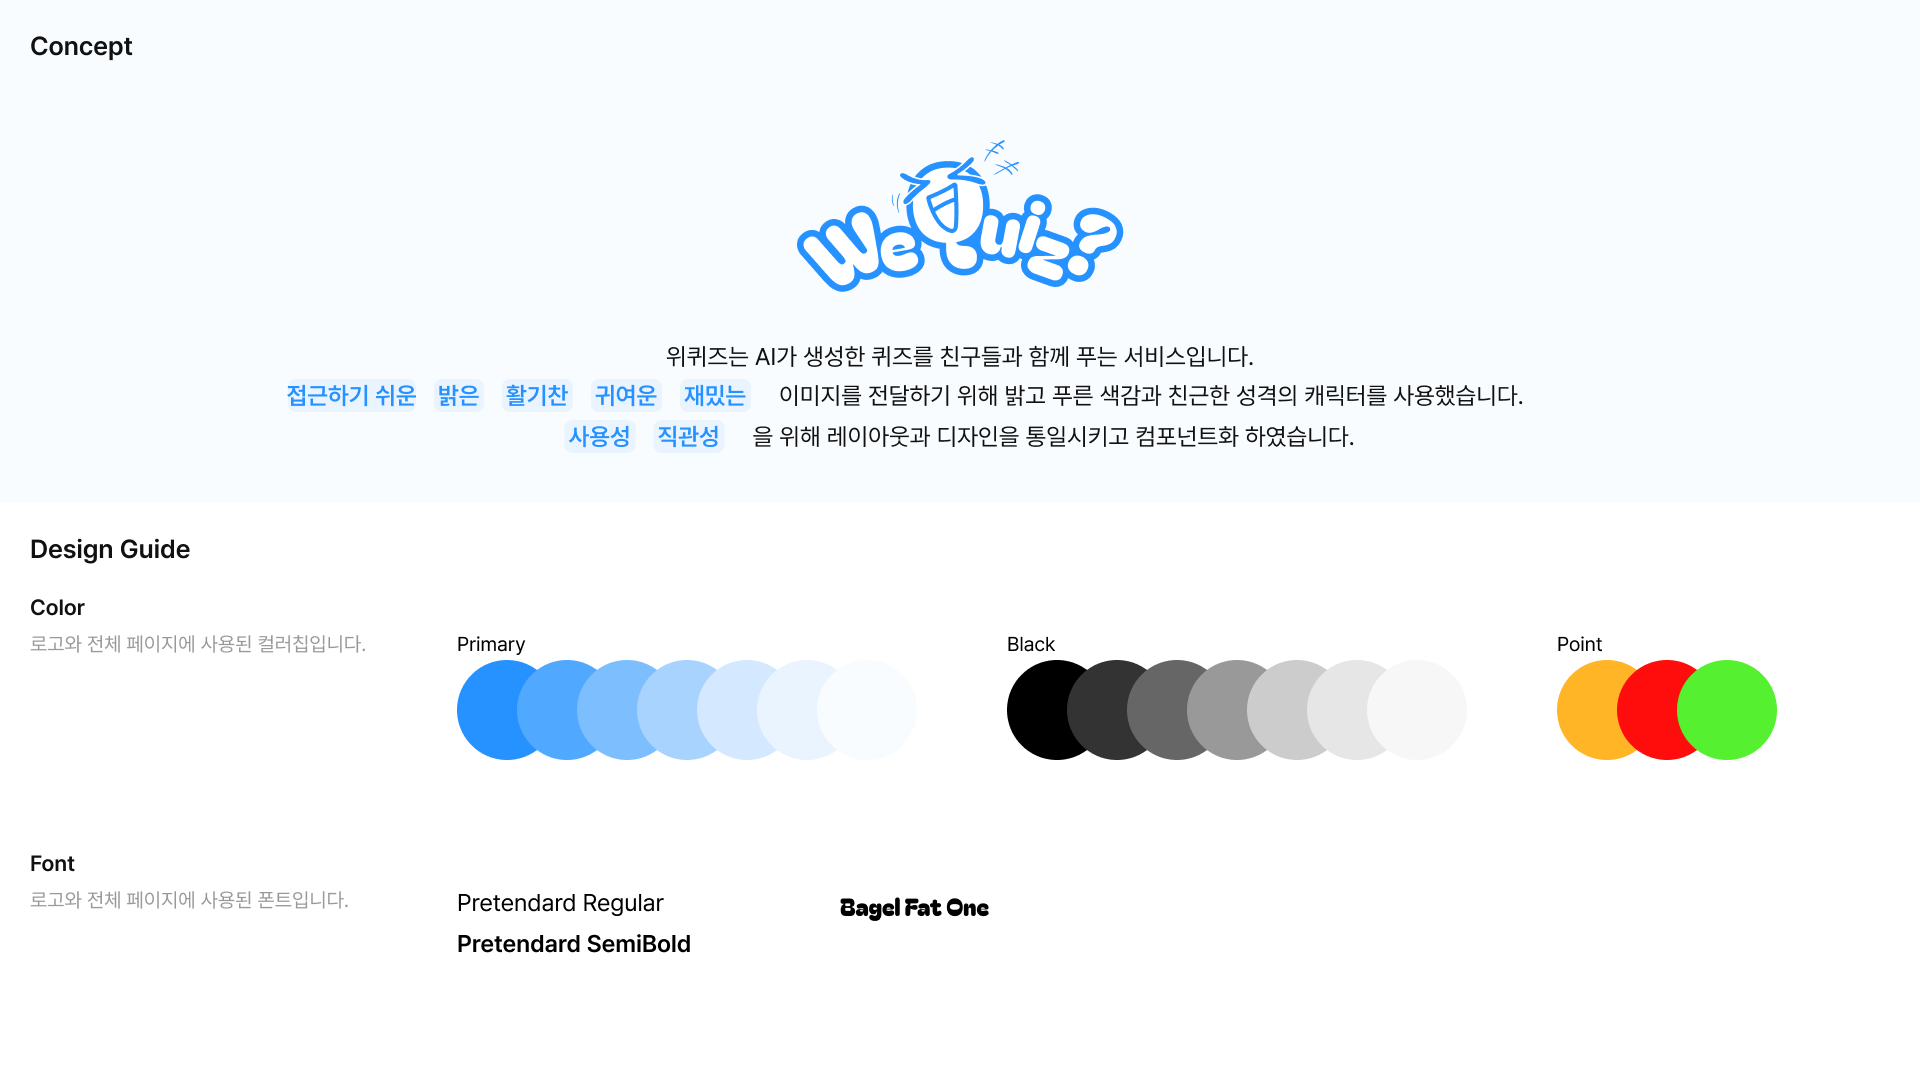 Concept
We Quiz?
위퀴즈는 AI가 생성한 퀴즈를 친구들과 함께 푸는 서비스입니다.
접근하기 쉬운 밝은 활기찬 귀여운 재밌는 이미지를 전달하기 위해 밝고 푸른 색감과 친근한 성격의 캐릭터를 사용했습니다.
사용성 직관성 을 위해 레이아웃과 디자인을 통일시키고 컴포넌트화 하였습니다.
Design Guide
Color
로고와 전체 페이지에 사용된 컬러칩입니다.
Primary
Black
Point
Font
로고와 전체 페이지에 사용된 폰트입니다.
Pretendard Regular
Bagel Fat One
Pretendard SemiBold